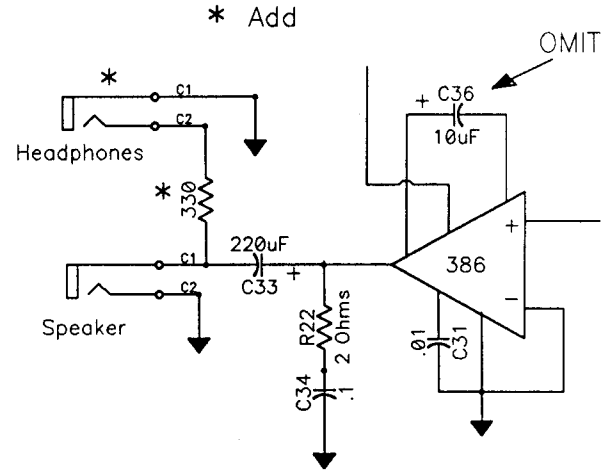 * Add
OMIT
*
C1
C2
+
C36
10uF
Headphones
*
330
+
386
–
220uF
C33
+
C1
C2
Speaker
R22
2 Ohms
.01
C31
C34
.1